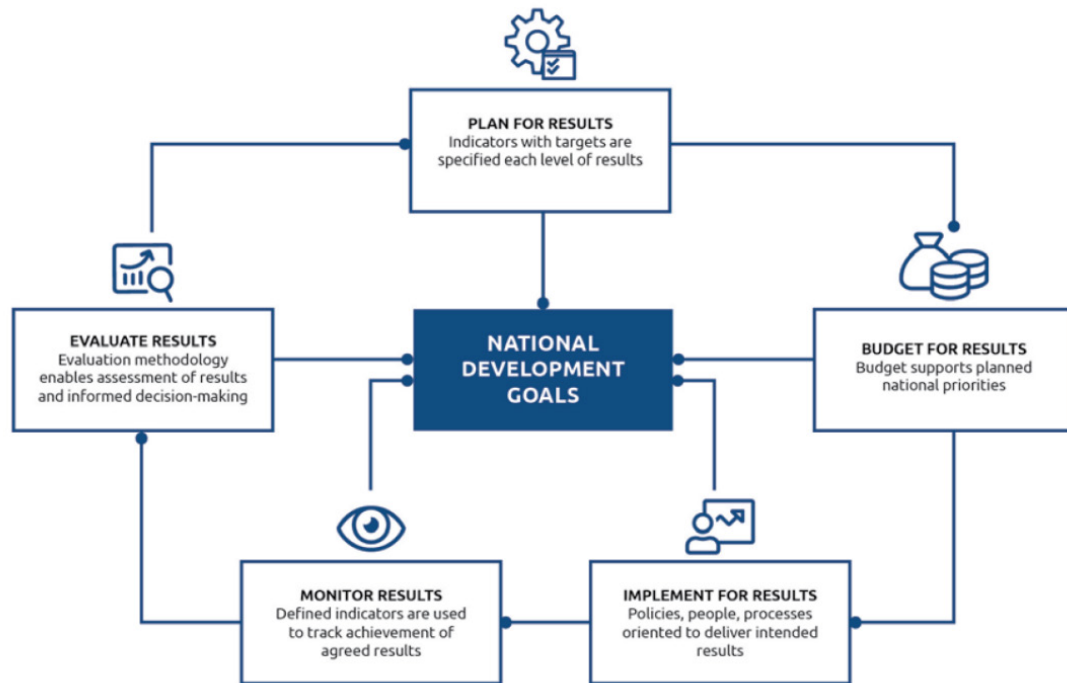 PLAN FOR RESULTS
Indicators with targets are
specified each level of results
EVALUATE RESULTS
Evaluation methodology
enables assessment of results
and informed decision-making
NATIONAL
DEVELOPMENT
GOALS
BUDGET FOR RESULTS
Budget supports planned
national priorities
MONITOR RESULTS
Defined indicators are used
to track achievement of
agreed results
IMPLEMENT FOR RESULTS
Policies, people, processes
oriented to deliver intended
results